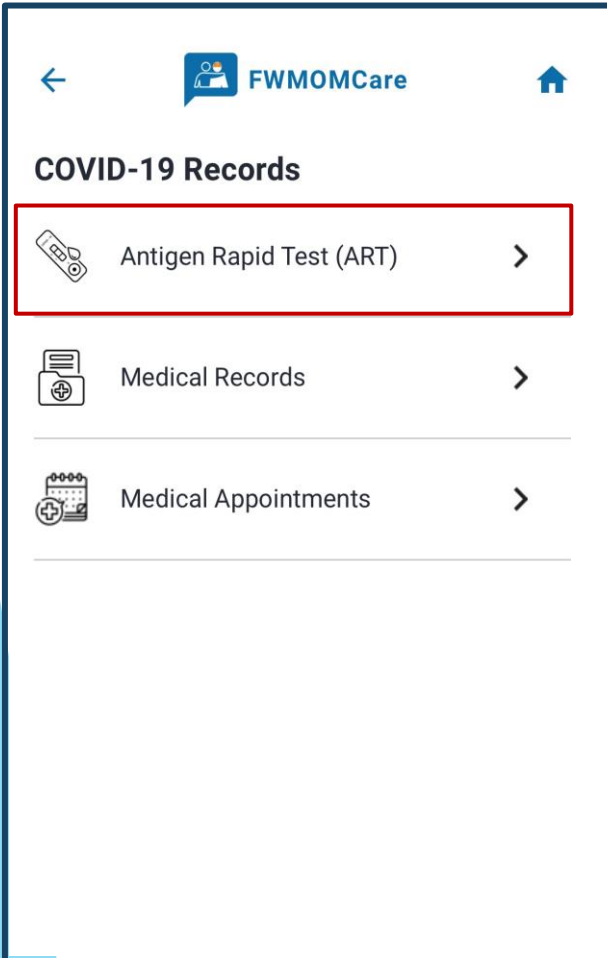 FWMOMCare
COVID-19 Records
Antigen Rapid Test (ART)
Medical Records
Medical Appointments